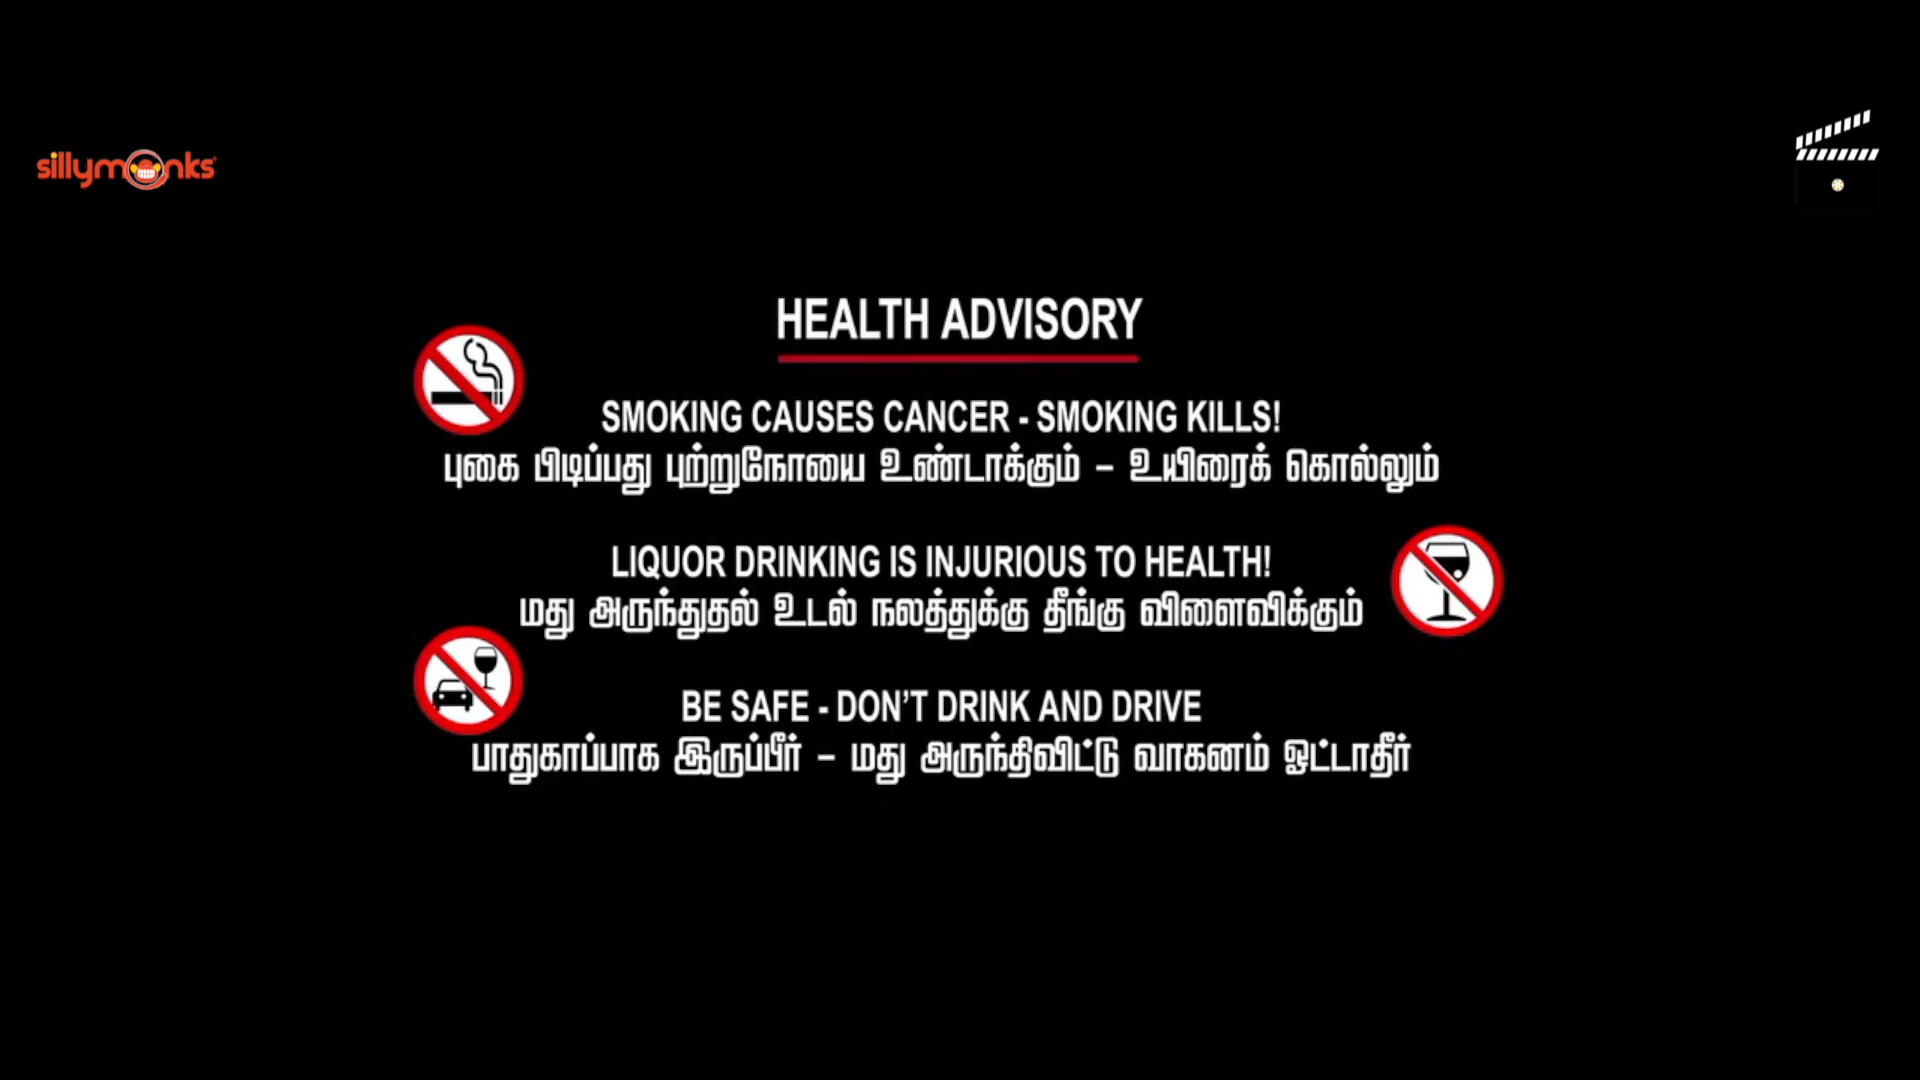 sillymonks
HEALTH ADVISORY
SMOKING CAUSES CANCER - SMOKING KILLS!
புகை பிடிப்பது புற்றுநோயை உண்டாக்கும் – உயிரைக் கொல்லும்
LIQUOR DRINKING IS INJURIOUS TO HEALTH!
மது அருந்துதல் உடல் நலத்துக்கு தீங்கு விளைவிக்கும்
BE SAFE - DON'T DRINK AND DRIVE
பாதுகாப்பாக இருப்பீர் – மது அருந்திவிட்டு வாகனம் ஓட்டாதீர்